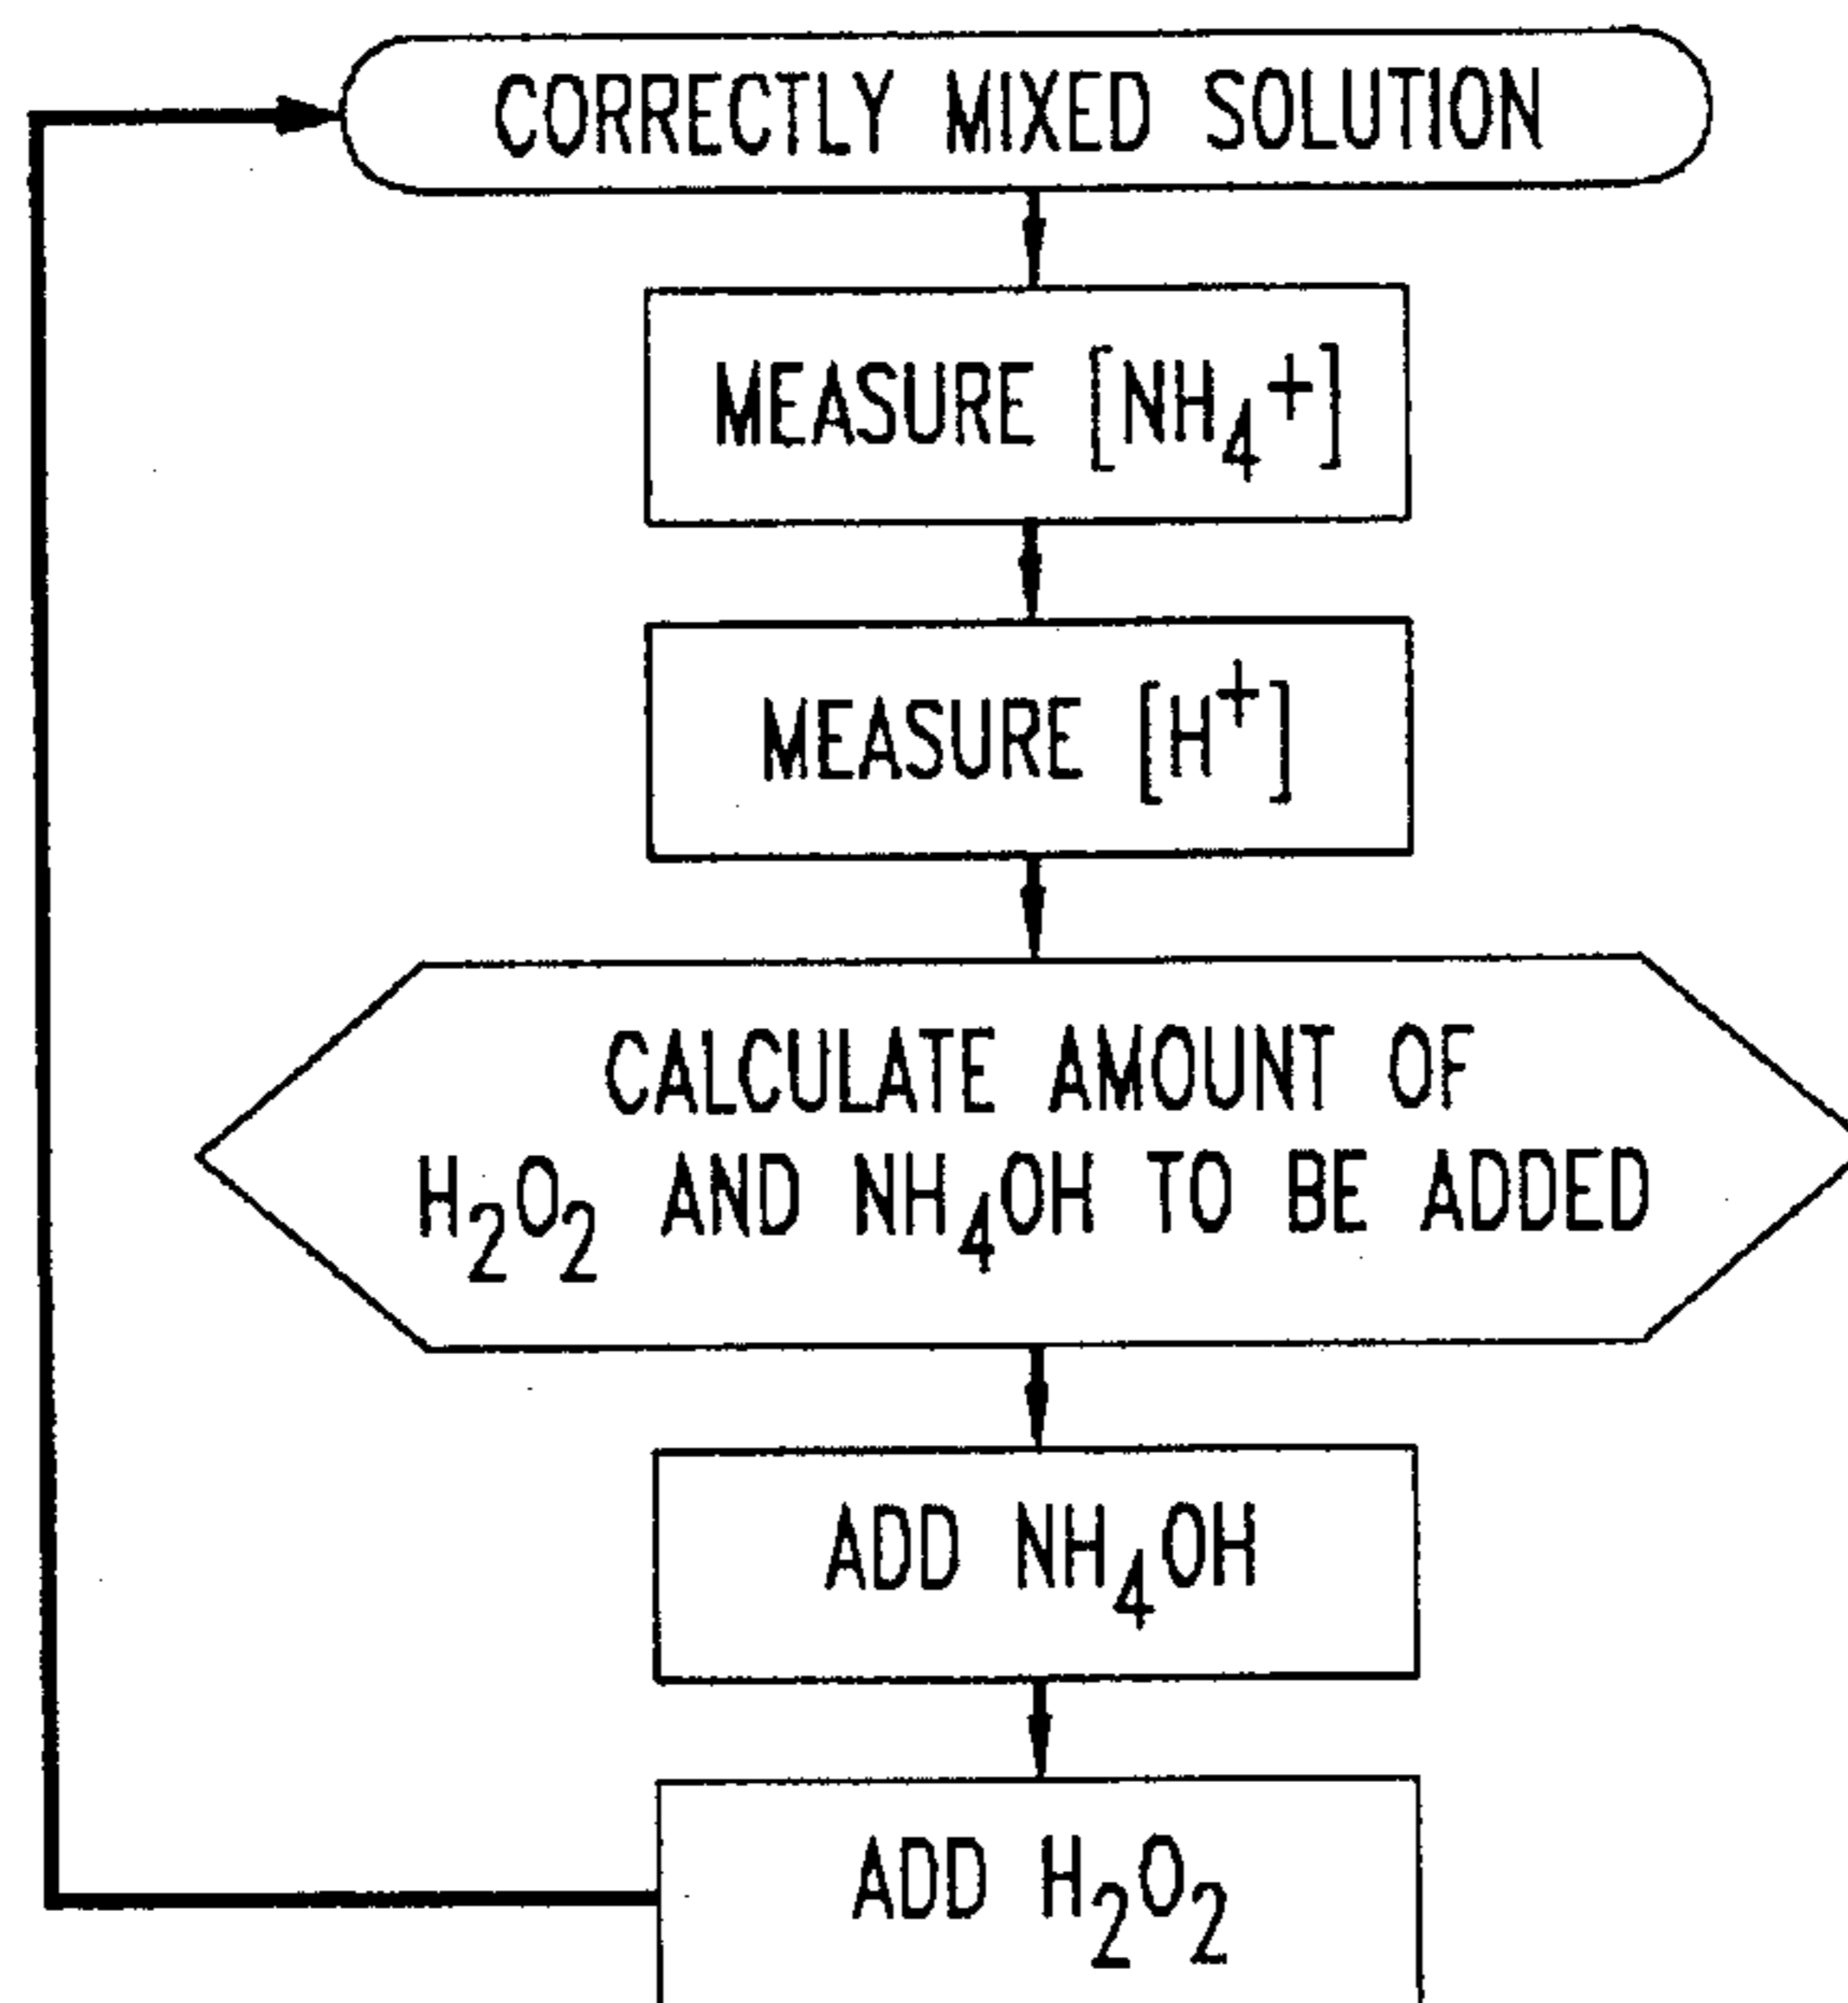 CORRECTLY MIXED SOLUTION
MEASURE [NH₄⁺]
MEASURE [H⁺]
CALCULATE AMOUNT OF
H₂O₂ AND NH₄OH TO BE ADDED
ADD NH₄OH
ADD H₂O₂